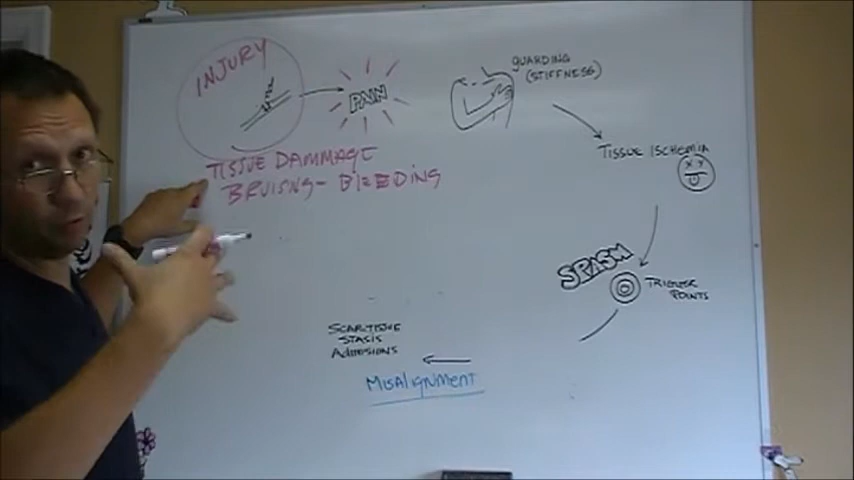 INJURY
PAIN
GUARDING
(STIFFNESS)
TISSUE DAMMAGE
BRUISING - BLEEDING
TISSUE ISCHEMIA
SPASM
TRIGGER
POINTS
SCAR TISSUE
STASIS
ADHESIONS
MISALIGNMENT